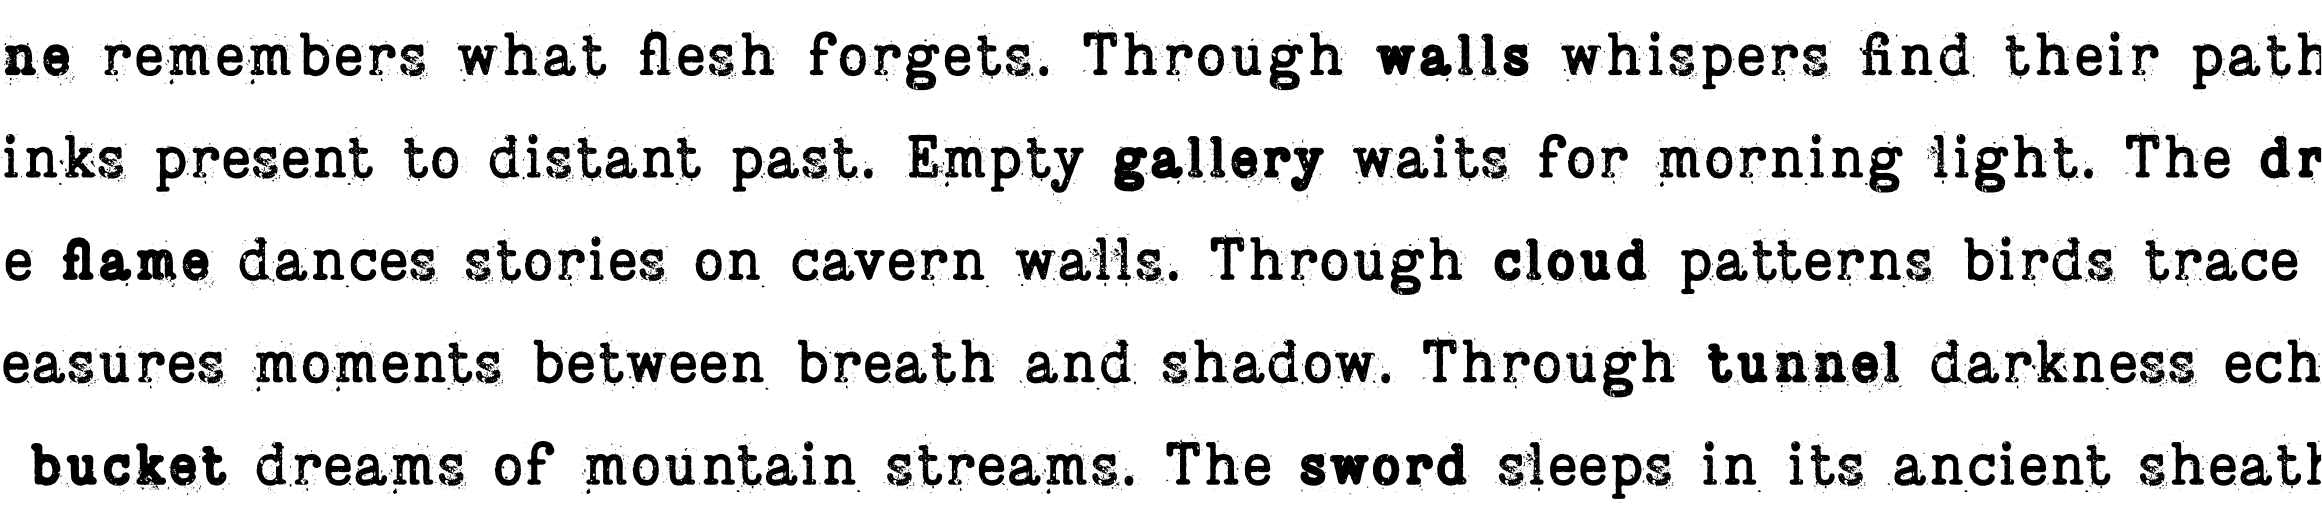 ne remembers what flesh forgets. Through walls whispers find their path
inks present to distant past. Empty gallery waits for morning light. The dr
e flame dances stories on cavern walls. Through cloud patterns birds trace
easures moments between breath and shadow. Through tunnel darkness ech
bucket dreams of mountain streams. The sword sleeps in its ancient sheath